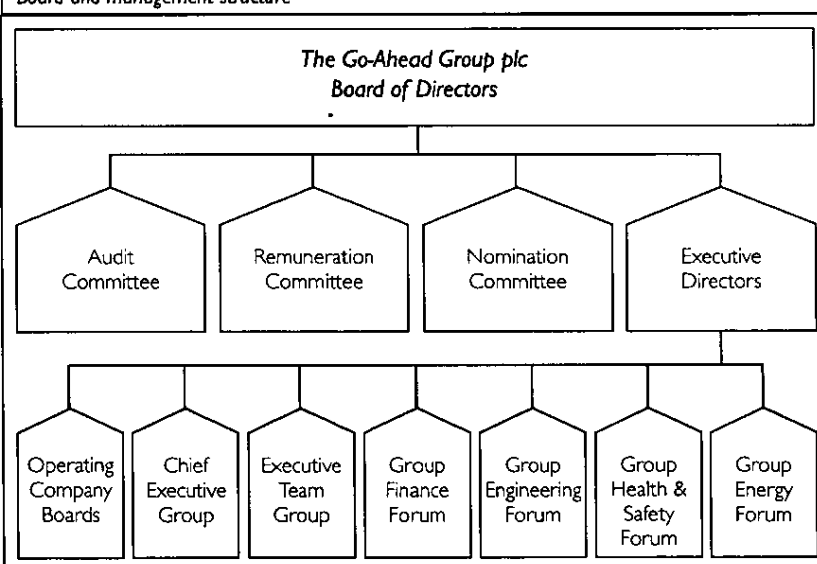 Board and management structure
The Go-Ahead Group plc
Board of Directors
Audit
Committee
Remuneration
Committee
Nomination
Committee
Executive
Directors
Operating
Company
Boards
Chief
Executive
Group
Executive
Team
Group
Group
Finance
Forum
Group
Engineering
Forum
Group
Health &
Safety
Forum
Group
Energy
Forum